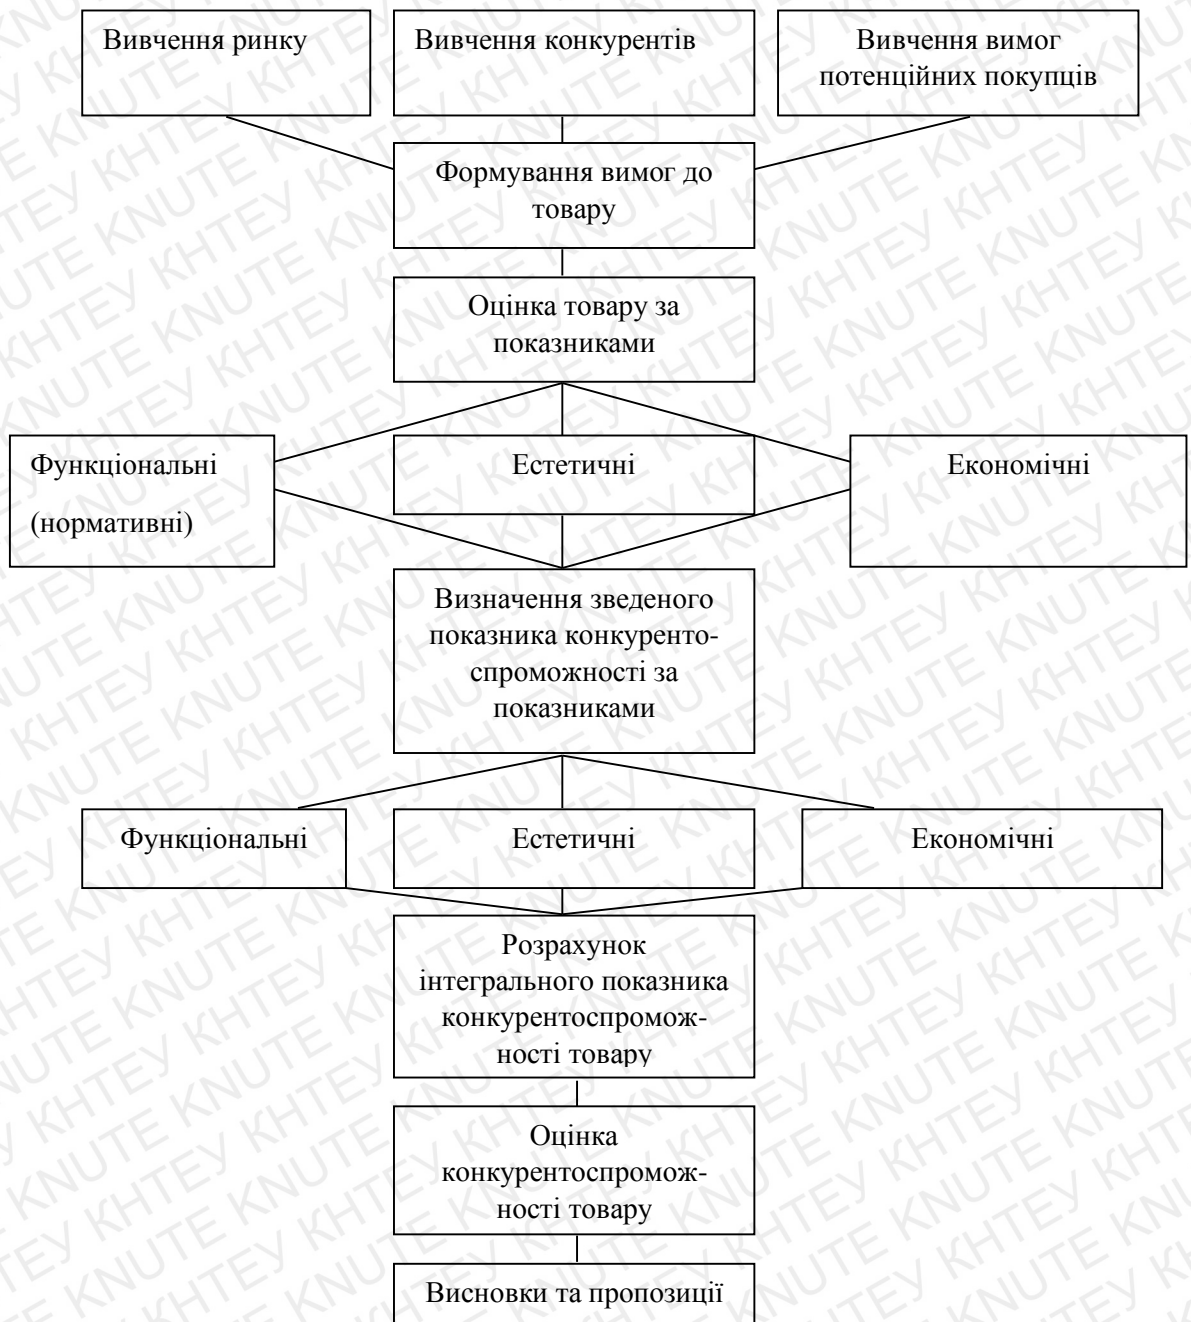 Вивчення ринку
Вивчення конкурентів
Вивчення вимог
потенційних покупців
Формування вимог до
товару
Оцінка товару за
показниками
Функціональні
(нормативні)
Естетичні
Економічні
Визначення зведеного
показника конкуренто-
спроможності за
показниками
Функціональні
Естетичні
Економічні
Розрахунок
інтегрального показника
конкурентоспромож-
ності товару
Оцінка
конкурентоспромож-
ності товару
Висновки та пропозиції